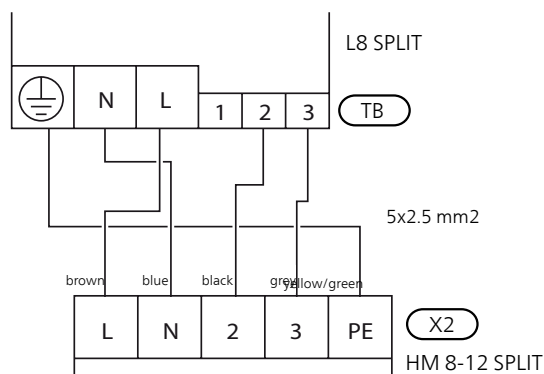 L8 SPLIT
N L 1 2 3 TB
5x2.5 mm2
brown blue black grey yellow/green
L N 2 3 PE X2
HM 8-12 SPLIT